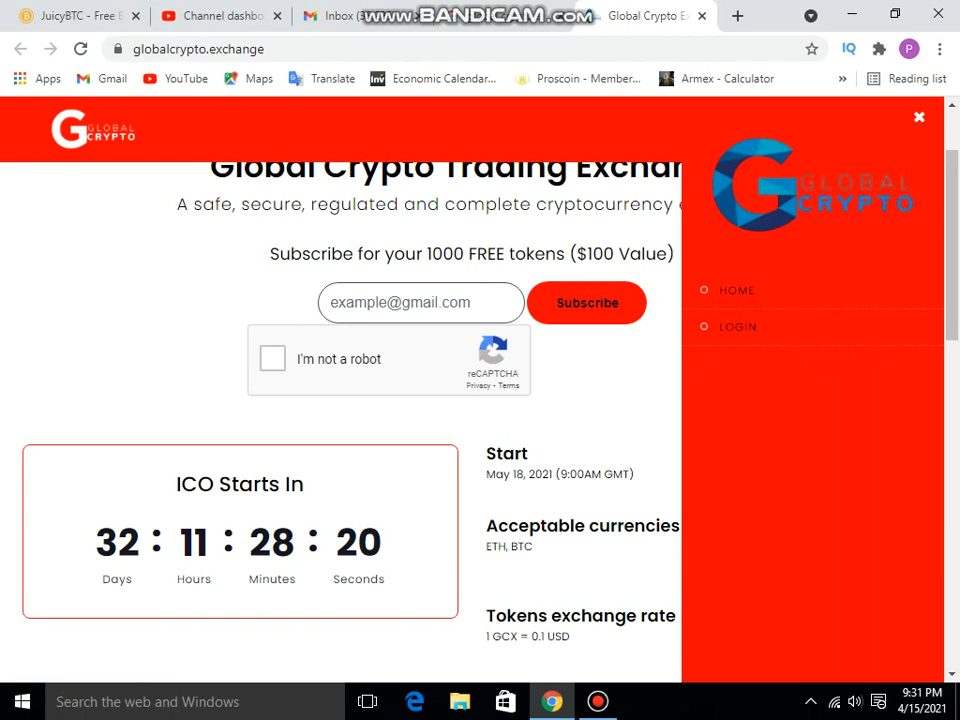 JuicyBTC - Free B
Channel dashbo
Inbox (3
www.BANDICAM.com
Global Crypto Ex
globalcrypto.exchange
IQ
P
Apps
Gmail
YouTube
Maps
Translate
Inv
Economic Calendar...
Proscoin - Member...
Armex - Calculator
»
Reading list
G GLOBAL
CRYPTO
G GLOBAL
CRYPTO
Global Crypto Trading Exchan
A safe, secure, regulated and complete cryptocurrency e
Subscribe for your 1000 FREE tokens ($100 Value)
example@gmail.com
Subscribe
I'm not a robot
reCAPTCHA
Privacy - Terms
HOME
LOGIN
ICO Starts In
32 : 11 : 28 : 20
Days Hours Minutes Seconds
Start
May 18, 2021 (9:00AM GMT)
Acceptable currencies
ETH, BTC
Tokens exchange rate
1 GCX = 0.1 USD
Search the web and Windows
9:31 PM
4/15/2021